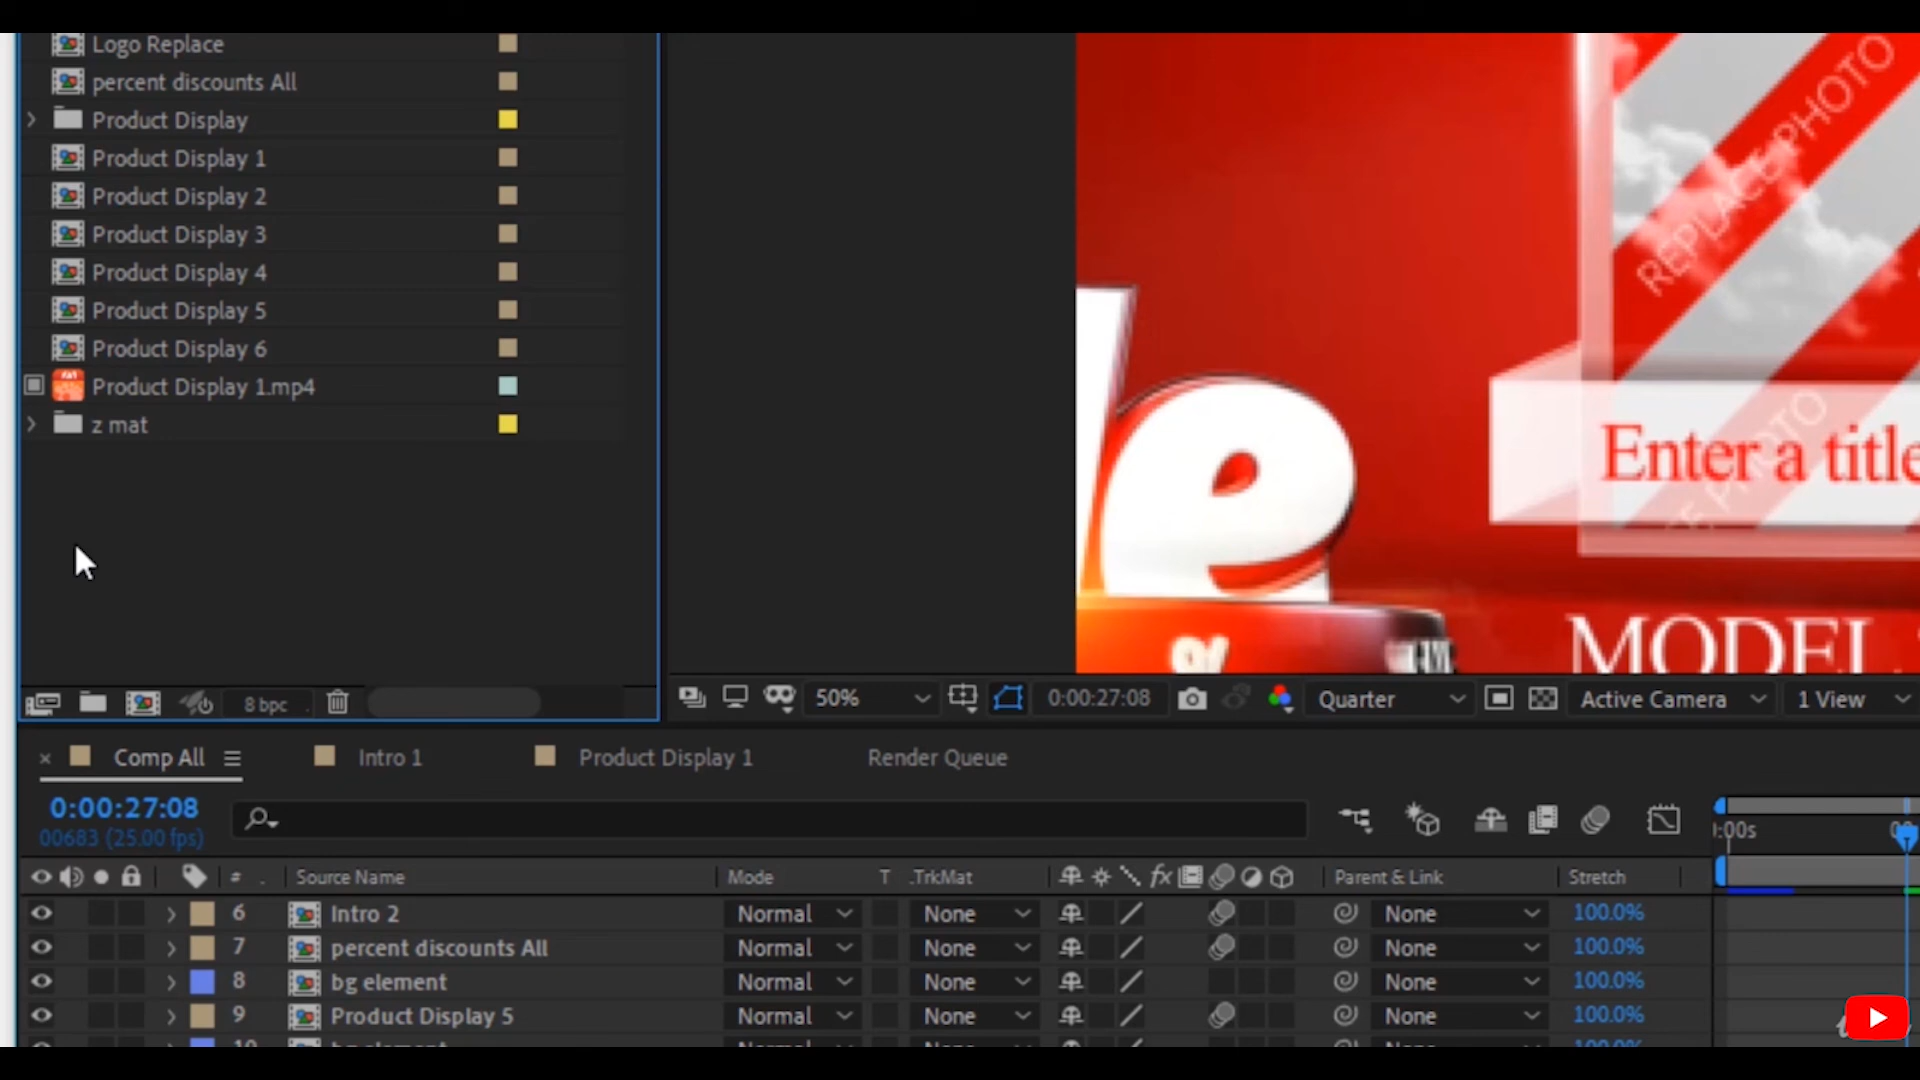 Logo Replace
percent discounts All
Product Display
Product Display 1
Product Display 2
Product Display 3
Product Display 4
Product Display 5
Product Display 6
Product Display 1.mp4
z mat
8 bpc
REPLACE PHOTO
Enter a title
MODEL
e
50%
0:00:27:08
Quarter
Active Camera
1 View
Comp All
Intro 1
Product Display 1
Render Queue
0:00:27:08
00683 (25.00 fps)
:00s
# Source Name Mode T .TrkMat fx Parent & Link Stretch
6 Intro 2 Normal None None 100.0%
7 percent discounts All Normal None None 100.0%
8 bg element Normal None None 100.0%
9 Product Display 5 Normal None None 100.0%